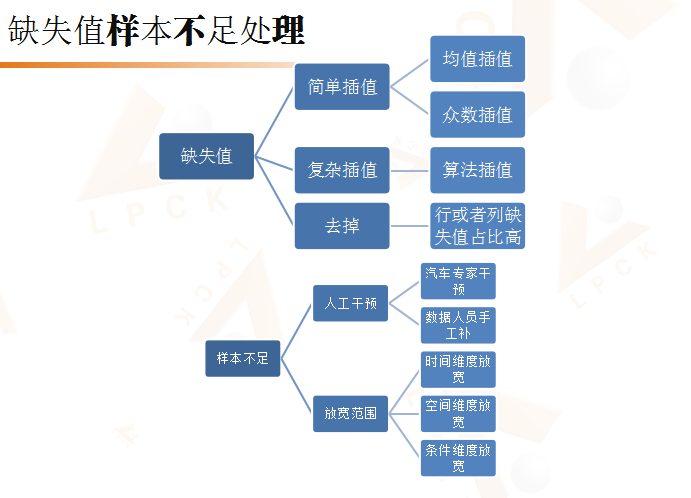 缺失值样本不足处理
缺失值
简单插值
均值插值
众数插值
复杂插值
算法插值
去掉
行或者列缺
失值占比高
样本不足
人工干预
汽车专家干
预
数据人员手
工补
放宽范围
时间维度放
宽
空间维度放
宽
条件维度放
宽
LPCK
LPCK
LPCK